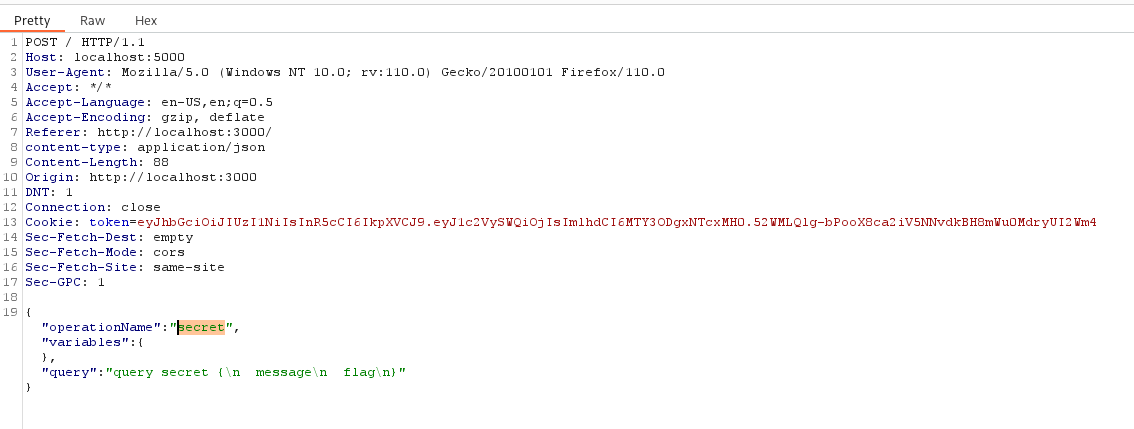 Pretty Raw Hex
1 POST / HTTP/1.1
2 Host: localhost:5000
3 User-Agent: Mozilla/5.0 (Windows NT 10.0; rv:110.0) Gecko/20100101 Firefox/110.0
4 Accept: */*
5 Accept-Language: en-US,en;q=0.5
6 Accept-Encoding: gzip, deflate
7 Referer: http://localhost:3000/
8 content-type: application/json
9 Content-Length: 88
10 Origin: http://localhost:3000
11 DNT: 1
12 Connection: close
13 Cookie: token=eyJhbGciOiJIUzI1NiIsInR5cCI6IkpXVCJ9.eyJ1c2VySWQiOjIsImlhdCI6MTY3ODgxNTcxMH0.52WMLQlg-bPooX8ca2iV5NNvdkBH8mWu0MdryUI2Wm4
14 Sec-Fetch-Dest: empty
15 Sec-Fetch-Mode: cors
16 Sec-Fetch-Site: same-site
17 Sec-GPC: 1
18
19 {
"operationName":"secret",
"variables":{
},
"query":"query secret {\n  message\n  flag\n}"
}